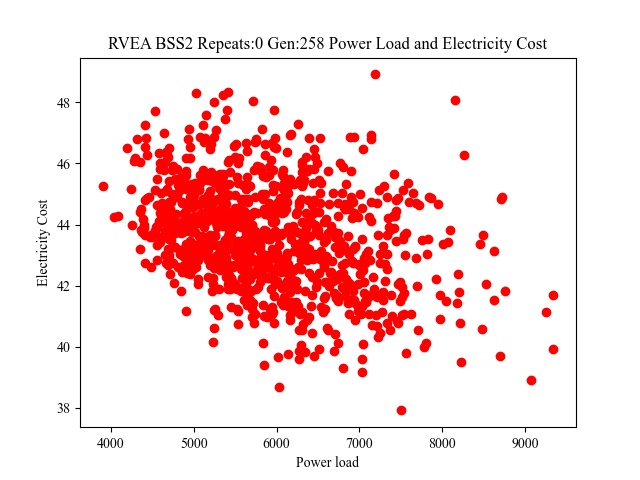 RVEA BSS2 Repeats:0 Gen:258 Power Load and Electricity Cost
Electricity Cost
48
46
44
42
40
38
4000 5000 6000 7000 8000 9000
Power load